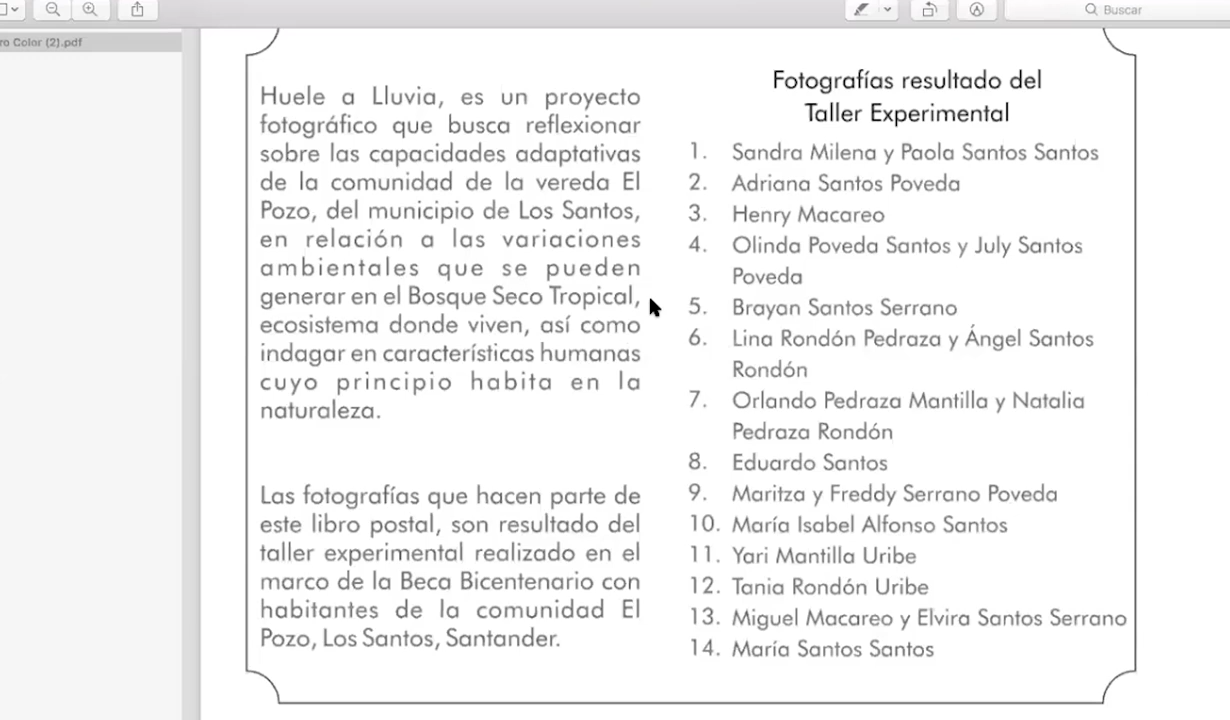 Buscar
ro Color (2).pdf
Huele a Lluvia, es un proyecto
fotográfico que busca reflexionar
sobre las capacidades adaptativas
de la comunidad de la vereda El
Pozo, del municipio de Los Santos,
en relación a las variaciones
ambientales que se pueden
generar en el Bosque Seco Tropical,
ecosistema donde viven, así como
indagar en características humanas
cuyo principio habita en la
naturaleza.
Las fotografías que hacen parte de
este libro postal, son resultado del
taller experimental realizado en el
marco de la Beca Bicentenario con
habitantes de la comunidad El
Pozo, Los Santos, Santander.
Fotografías resultado del
Taller Experimental
1. Sandra Milena y Paola Santos Santos
2. Adriana Santos Poveda
3. Henry Macareo
4. Olinda Poveda Santos y July Santos
Poveda
5. Brayan Santos Serrano
6. Lina Rondón Pedraza y Ángel Santos
Rondón
7. Orlando Pedraza Mantilla y Natalia
Pedraza Rondón
8. Eduardo Santos
9. Maritza y Freddy Serrano Poveda
10. María Isabel Alfonso Santos
11. Yari Mantilla Uribe
12. Tania Rondón Uribe
13. Miguel Macareo y Elvira Santos Serrano
14. María Santos Santos